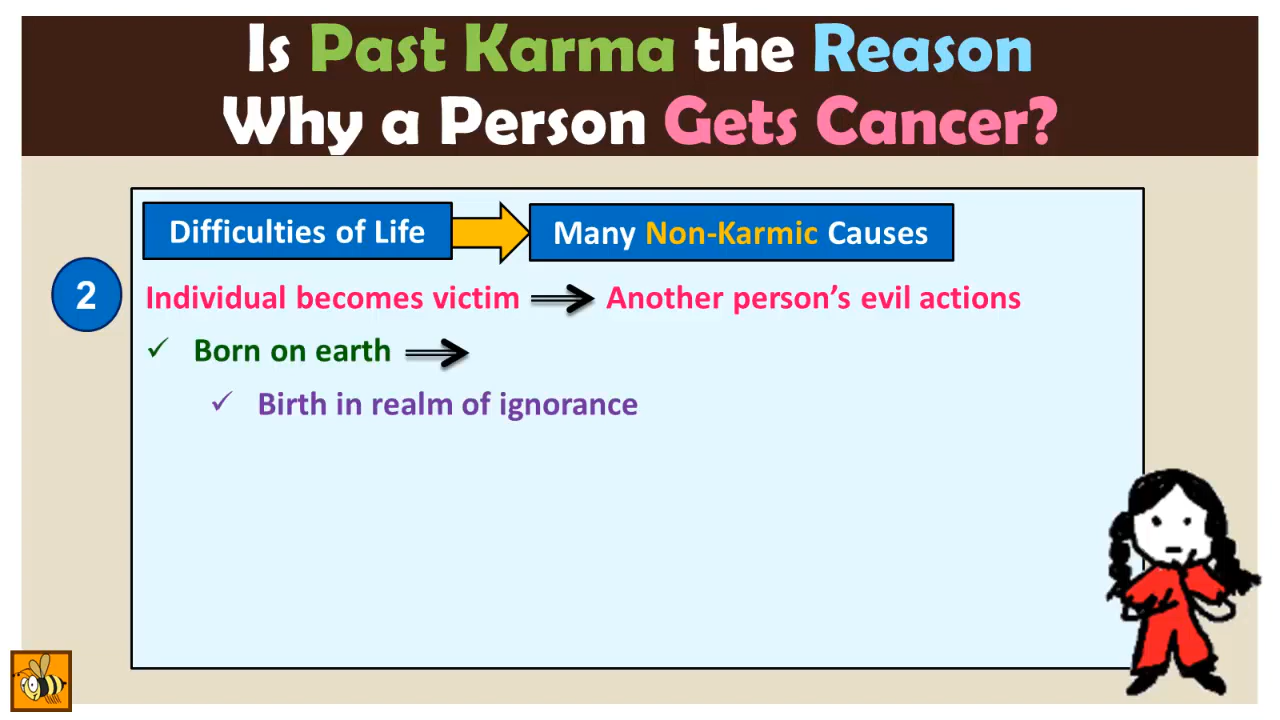 Is Past Karma the Reason
Why a Person Gets Cancer?
Difficulties of Life
Many Non-Karmic Causes
2
Individual becomes victim
Another person's evil actions
Born on earth
Birth in realm of ignorance